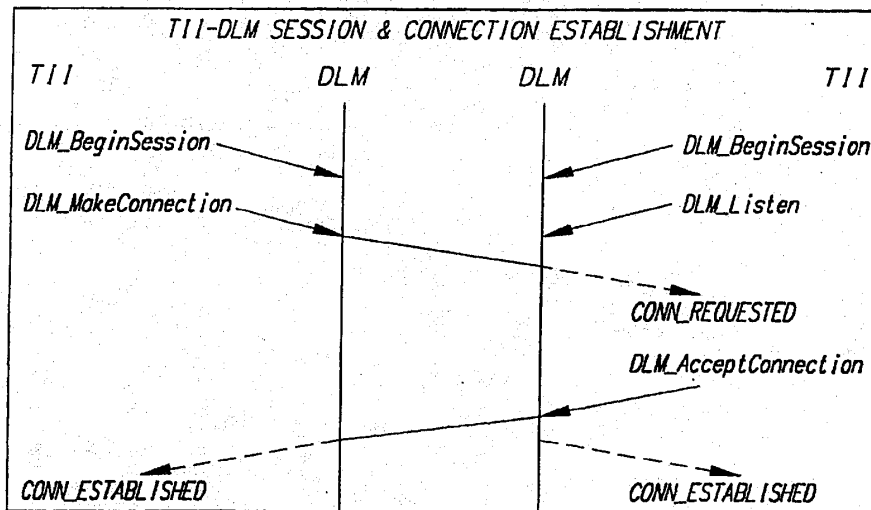 TII-DLM SESSION & CONNECTION ESTABLISHMENT
TII DLM DLM TII
DLM_BeginSession DLM_BeginSession
DLM_MakeConnection DLM_Listen
CONN_REQUESTED
DLM_AcceptConnection
CONN_ESTABLISHED CONN_ESTABLISHED